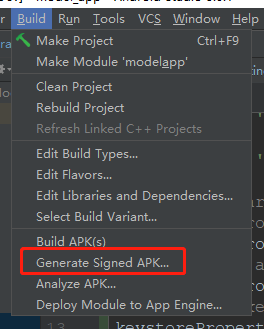 Build Run Tools VCS Window Help
Make Project Ctrl+F9
Make Module 'modelapp'
Clean Project
Rebuild Project
Refresh Linked C++ Projects
Edit Build Types...
Edit Flavors...
Edit Libraries and Dependencies...
Select Build Variant...
Build APK(s)
Generate Signed APK...
Analyze APK...
Deploy Module to App Engine...
53